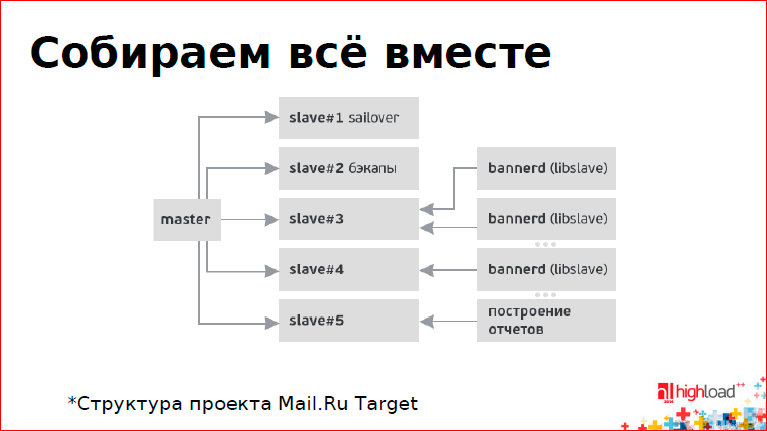 Собираем всё вместе
slave#1 sailover
slave#2 бэкапы
bannerd (libslave)
master
slave#3
bannerd (libslave)
...
slave#4
bannerd (libslave)
...
slave#5
построение
отчетов
highload++
*Структура проекта Mail.Ru Target